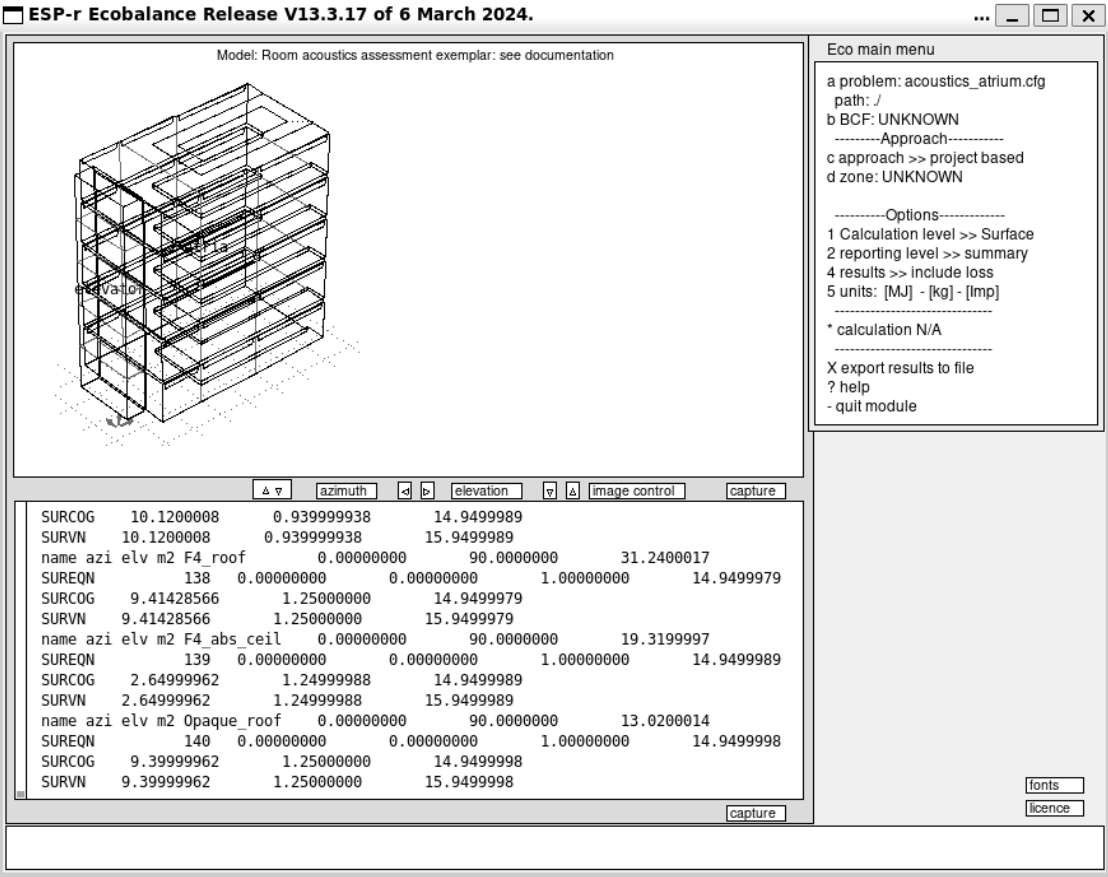 ESP-r Ecobalance Release V13.3.17 of 6 March 2024.
...
Model: Room acoustics assessment exemplar: see documentation
azimuth
elevation
image control
capture
SURCOG 10.1200008 0.939999938 14.9499989
SURVN 10.1200008 0.939999938 15.9499989
name azi elv m2 F4_roof 0.00000000 90.0000000 31.2400017
SUREQN 138 0.00000000 0.00000000 1.00000000 14.9499979
SURCOG 9.41428566 1.25000000 14.9499979
SURVN 9.41428566 1.25000000 15.9499979
name azi elv m2 F4_abs_ceil 0.00000000 90.0000000 19.3199997
SUREQN 139 0.00000000 0.00000000 1.00000000 14.9499989
SURCOG 2.64999962 1.24999988 14.9499989
SURVN 2.64999962 1.24999988 15.9499989
name azi elv m2 Opaque_roof 0.00000000 90.0000000 13.0200014
SUREQN 140 0.00000000 0.00000000 1.00000000 14.9499998
SURCOG 9.39999962 1.25000000 14.9499998
SURVN 9.39999962 1.25000000 15.9499998
capture
Eco main menu
a problem: acoustics_atrium.cfg
path: ./
b BCF: UNKNOWN
---------Approach-----------
c approach >> project based
d zone: UNKNOWN
----------Options-------------
1 Calculation level >> Surface
2 reporting level >> summary
4 results >> include loss
5 units: [MJ] - [kg] - [Imp]
-------------------------------
* calculation N/A
-------------------------------
X export results to file
? help
- quit module
fonts
licence